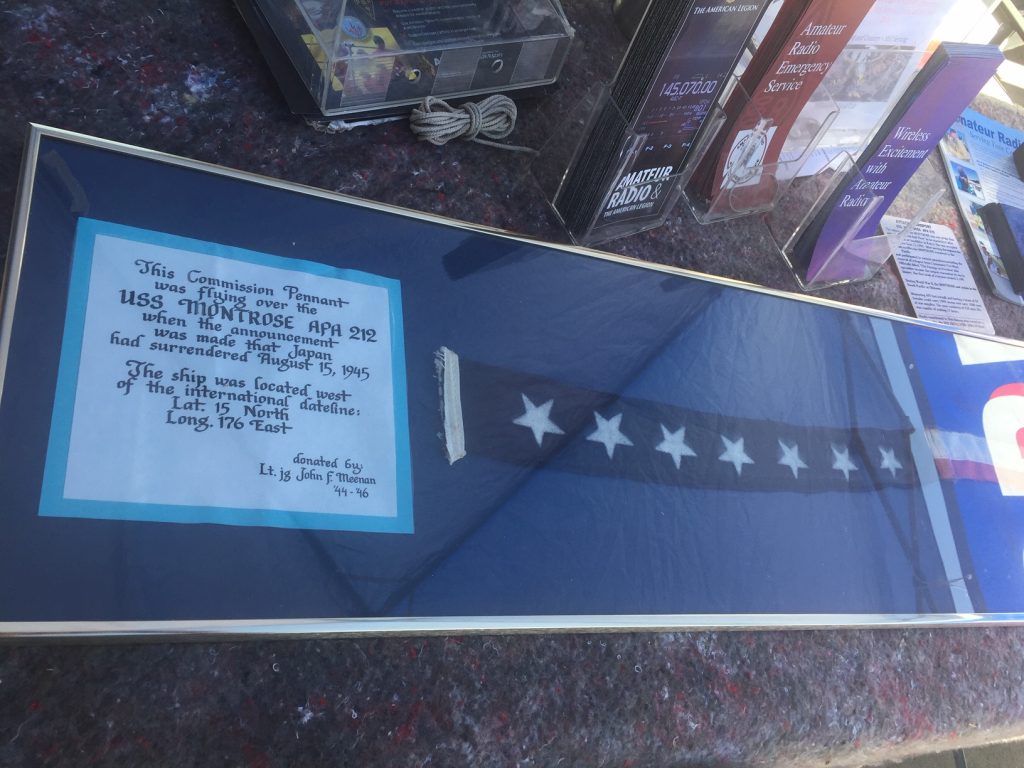 This Commission Pennant
was flying over the
USS MONTROSE APA 212
when the announcement
was made that Japan
had surrendered August 15, 1945
The ship was located west
of the international dateline:
Lat. 15 North
Long. 176 East
donated by:
Lt. jg John F. Meenan
'44 - '46
THE AMERICAN LEGION
145,070.00
AMATEUR
RADIO &
THE AMERICAN LEGION
Amateur
Radio
Emergency
Service
Wireless
Excitement
with
Amateur
Radio
Amateur Radio